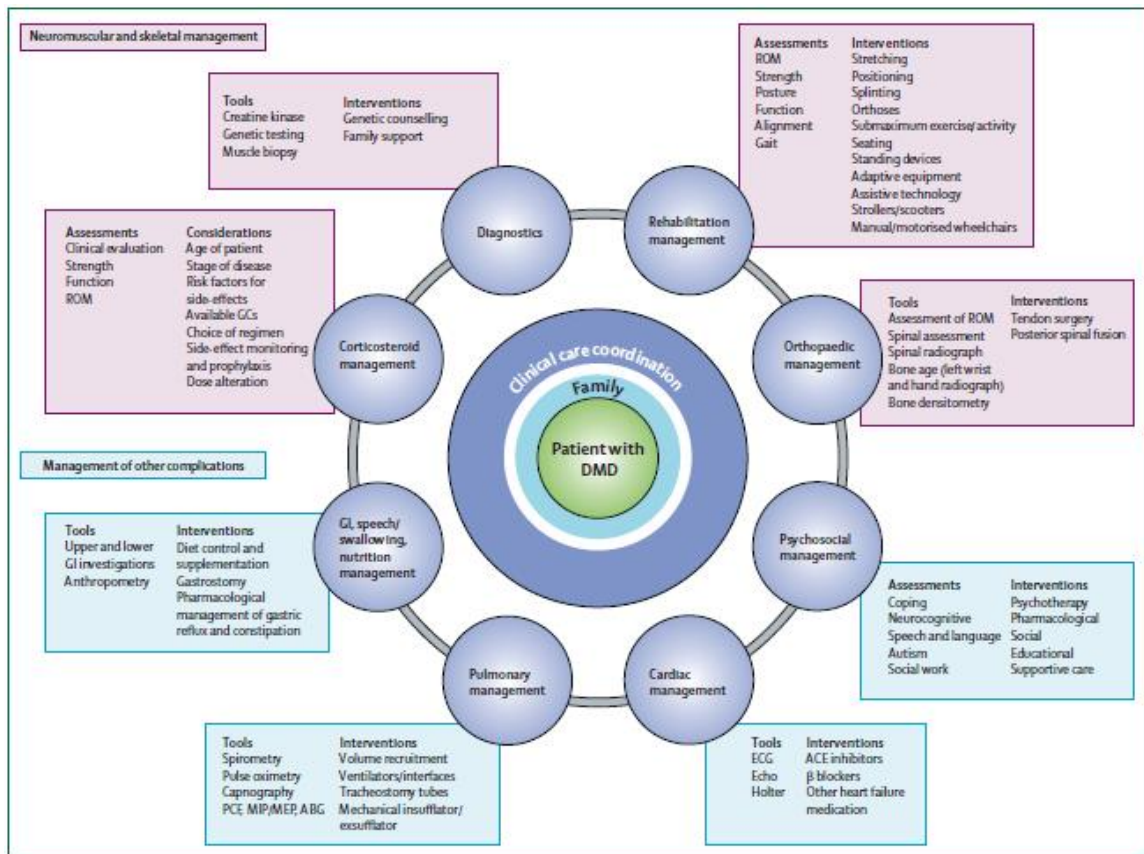 Neuromuscular and skeletal management
Tools
Creatine kinase
Genetic testing
Muscle biopsy
Interventions
Genetic counselling
Family support
Assessments
ROM
Strength
Posture
Function
Alignment
Gait
Interventions
Stretching
Positioning
Splinting
Orthoses
Submaximum exercise/activity
Seating
Standing devices
Adaptive equipment
Assistive technology
Strollers/scooters
Manual/motorised wheelchairs
Diagnostics
Rehabilitation
management
Assessments
Clinical evaluation
Strength
Function
ROM
Considerations
Age of patient
Stage of disease
Risk factors for
side-effects
Available GCs
Choice of regimen
Side-effect monitoring
and prophylaxis
Dose alteration
Corticosteroid
management
Orthopaedic
management
Tools
Assessment of ROM
Spinal assessment
Spinal radiograph
Bone age (left wrist
and hand radiograph)
Bone densitometry
Interventions
Tendon surgery
Posterior spinal fusion
Clinical care coordination
Family
Patient with
DMD
Management of other complications
Tools
Upper and lower
GI investigations
Anthropometry
Interventions
Diet control and
supplementation
Gastrostomy
Pharmacological
management of gastric
reflux and constipation
GI, speech/
swallowing,
nutrition
management
Psychosocial
management
Assessments
Coping
Neurocognitive
Speech and language
Autism
Social work
Interventions
Psychotherapy
Pharmacological
Social
Educational
Supportive care
Pulmonary
management
Cardiac
management
Tools
Spirometry
Pulse oximetry
Capnography
PCF, MIP/MEP, ABG
Interventions
Volume recruitment
Ventilators/interfaces
Tracheostomy tubes
Mechanical insufflator/
exsufflator
Tools
ECG
Echo
Holter
Interventions
ACE inhibitors
β blockers
Other heart failure
medication